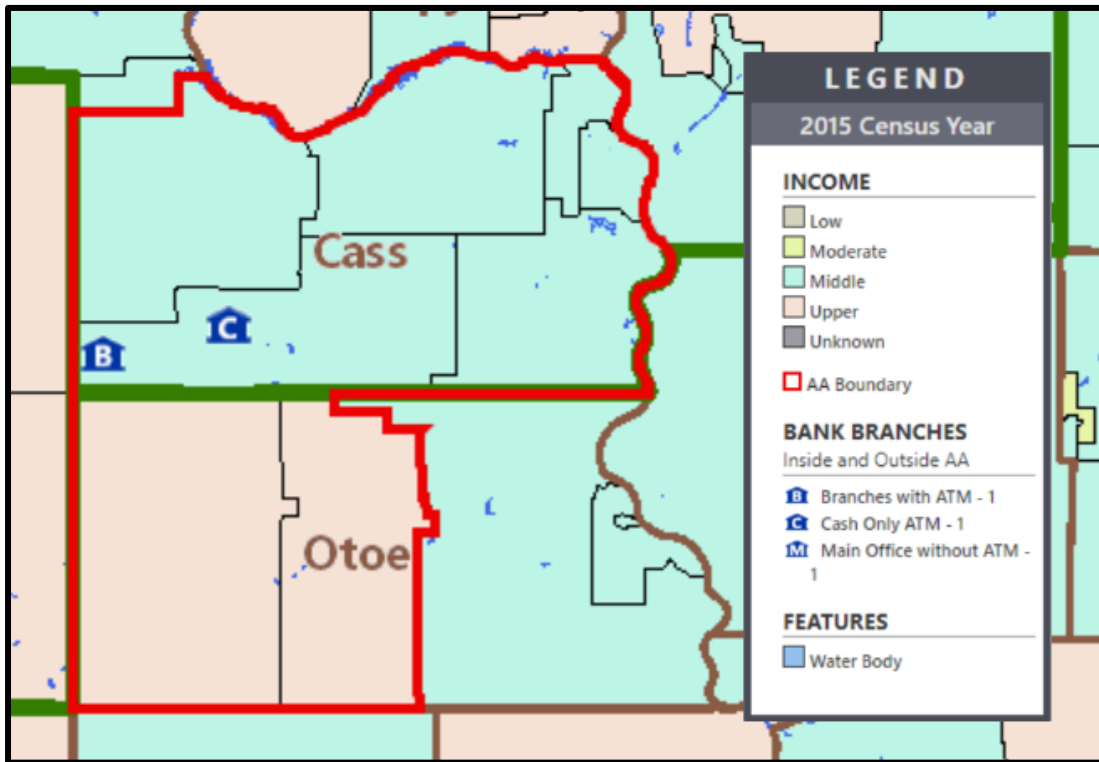 Cass
C
B
Otoe
LEGEND
2015 Census Year
INCOME
Low
Moderate
Middle
Upper
Unknown
AA Boundary
BANK BRANCHES
Inside and Outside AA
B Branches with ATM - 1
C Cash Only ATM - 1
M Main Office without ATM -
1
FEATURES
Water Body